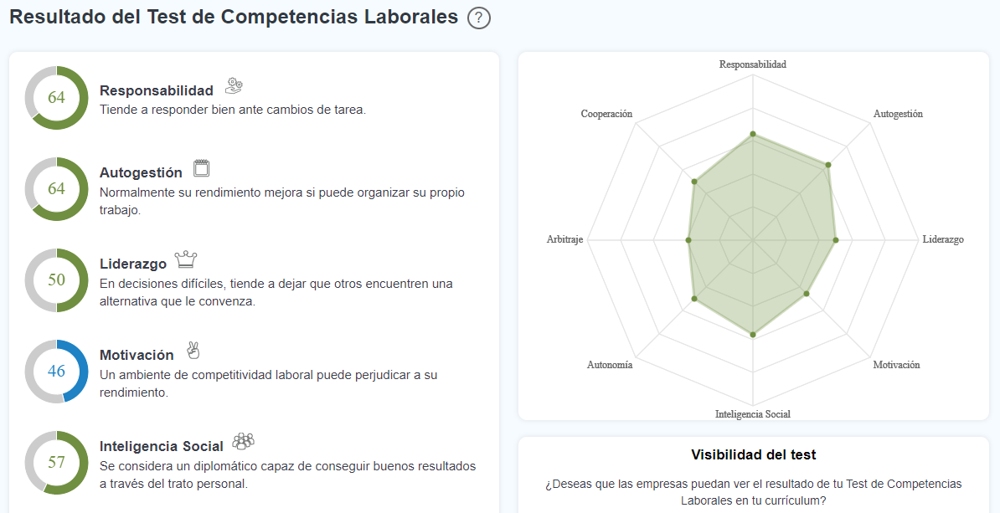 Resultado del Test de Competencias Laborales ?
64
Responsabilidad
Tiende a responder bien ante cambios de tarea.
64
Autogestión
Normalmente su rendimiento mejora si puede organizar su propio
trabajo.
50
Liderazgo
En decisiones difíciles, tiende a dejar que otros encuentren una
alternativa que le convenza.
46
Motivación
Un ambiente de competitividad laboral puede perjudicar a su
rendimiento.
57
Inteligencia Social
Se considera un diplomático capaz de conseguir buenos resultados
a través del trato personal.
Responsabilidad
Cooperación
Autogestión
Arbitraje
Liderazgo
Autonomía
Motivación
Inteligencia Social
Visibilidad del test
¿Deseas que las empresas puedan ver el resultado de tu Test de Competencias
Laborales en tu currículum?